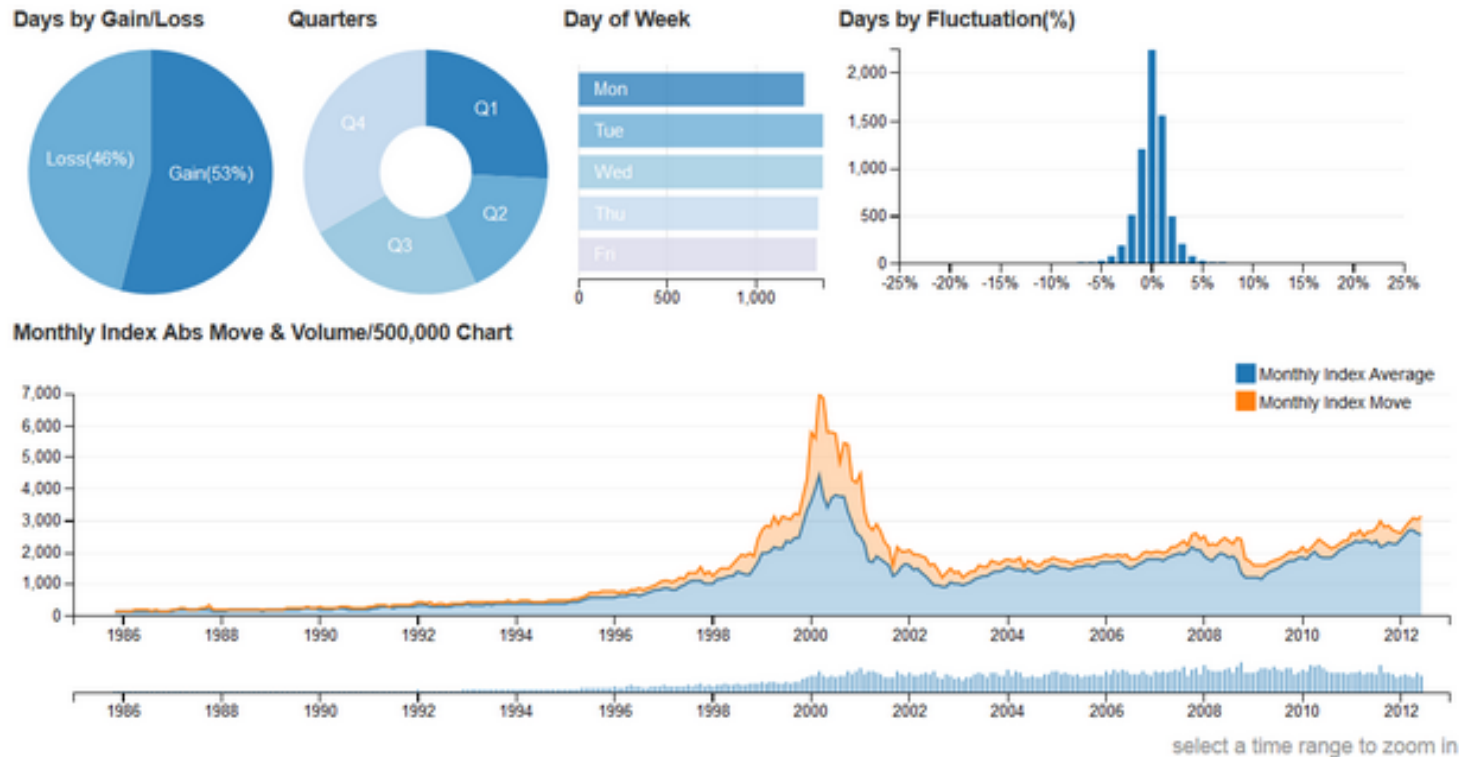 Days by Gain/Loss
Loss(46%)
Gain(53%)
Quarters
Q1
Q2
Q3
Q4
Day of Week
Mon
Tue
Wed
Thu
Fri
0 500 1,000
Days by Fluctuation(%)
2,000
1,500
1,000
500
0
-25% -20% -15% -10% -5% 0% 5% 10% 15% 20% 25%
Monthly Index Abs Move & Volume/500,000 Chart
Monthly Index Average
Monthly Index Move
7,000
6,000
5,000
4,000
3,000
2,000
1,000
0
1986 1988 1990 1992 1994 1996 1998 2000 2002 2004 2006 2008 2010 2012
1986 1988 1990 1992 1994 1996 1998 2000 2002 2004 2006 2008 2010 2012
select a time range to zoom in